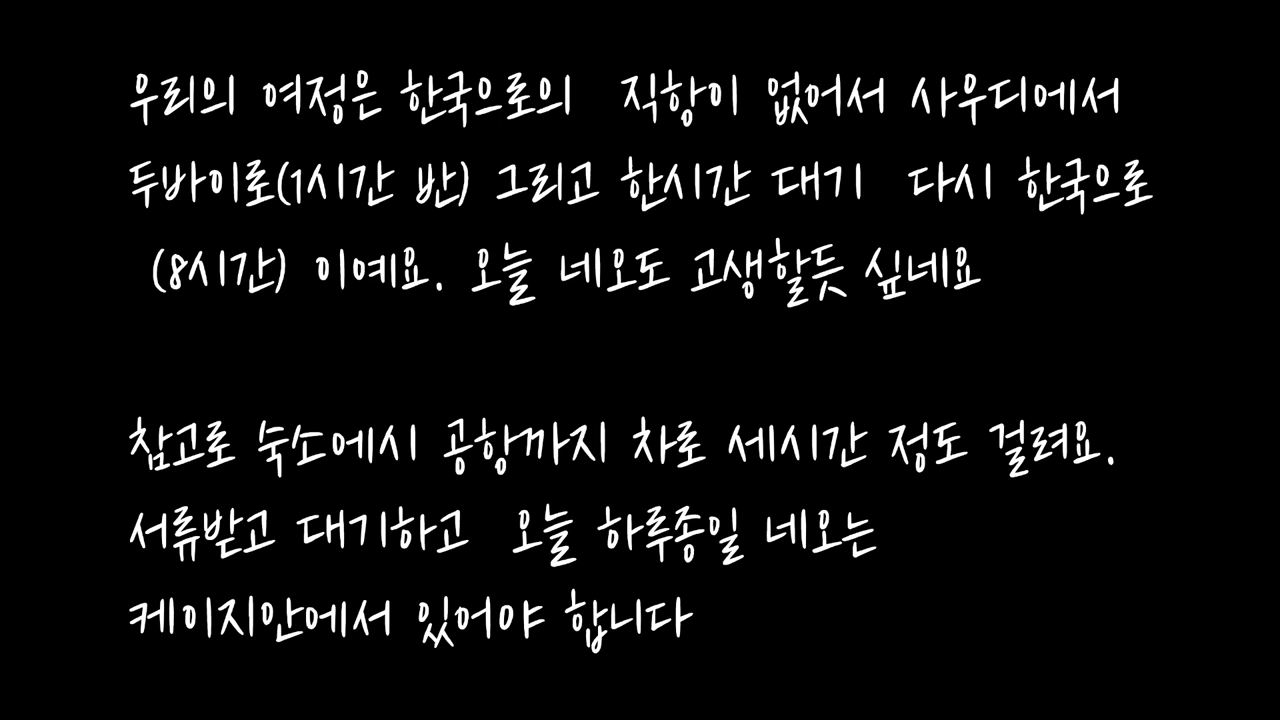 우리의 여정은 한국으로의 직항이 없어서 사우디에서
두바이로(1시간 반) 그리고 한시간 대기 다시 한국으로
(8시간) 이예요. 오늘 네오도 고생할듯 싶네요
참고로 숙소에시 공항까지 차로 세시간 정도 걸려요.
서류받고 대기하고 오늘 하루종일 네오는
케이지안에서 있어야 합니다